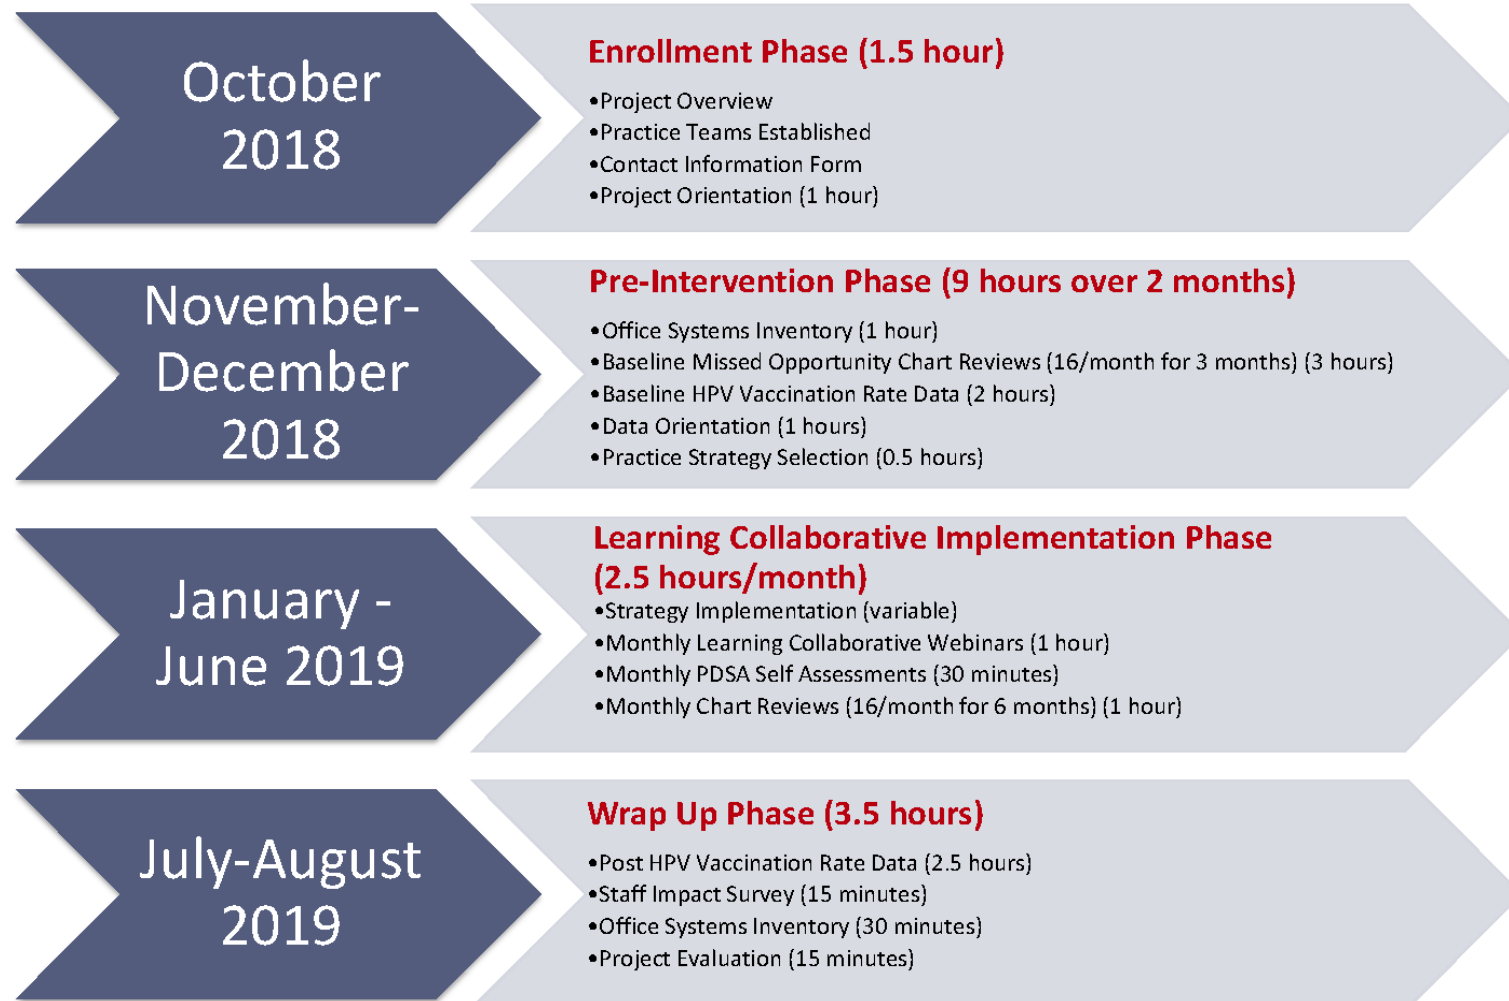 October
2018
Enrollment Phase (1.5 hour)
•Project Overview
•Practice Teams Established
•Contact Information Form
•Project Orientation (1 hour)
November-
December
2018
Pre-Intervention Phase (9 hours over 2 months)
•Office Systems Inventory (1 hour)
•Baseline Missed Opportunity Chart Reviews (16/month for 3 months) (3 hours)
•Baseline HPV Vaccination Rate Data (2 hours)
•Data Orientation (1 hours)
•Practice Strategy Selection (0.5 hours)
January -
June 2019
Learning Collaborative Implementation Phase
(2.5 hours/month)
•Strategy Implementation (variable)
•Monthly Learning Collaborative Webinars (1 hour)
•Monthly PDSA Self Assessments (30 minutes)
•Monthly Chart Reviews (16/month for 6 months) (1 hour)
July-August
2019
Wrap Up Phase (3.5 hours)
•Post HPV Vaccination Rate Data (2.5 hours)
•Staff Impact Survey (15 minutes)
•Office Systems Inventory (30 minutes)
•Project Evaluation (15 minutes)